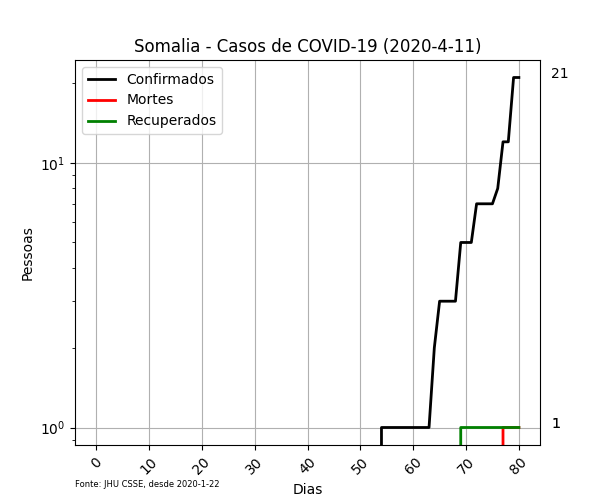 Somalia - Casos de COVID-19 (2020-4-11)
Confirmados
Mortes
Recuperados
21
10¹
Pessoas
10⁰
1
0 10 20 30 40 50 60 70 80
Fonte: JHU CSSE, desde 2020-1-22
Dias